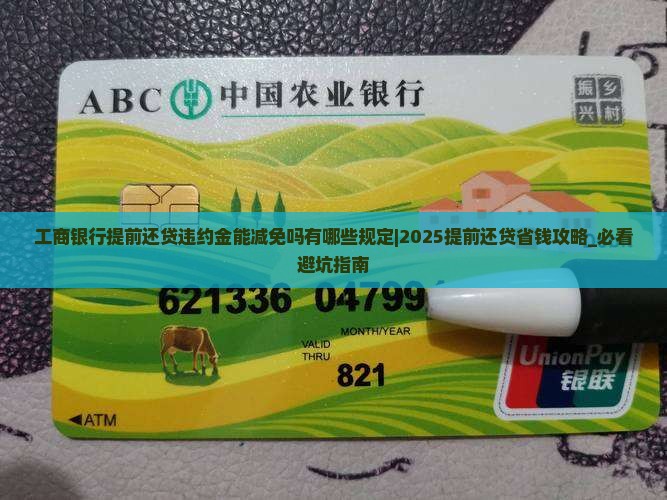 ABC 中国农业银行
振乡
兴村
工商银行提前还贷违约金能减免吗有哪些规定|2025提前还贷省钱攻略_必看
避坑指南
621336 04799
MONTH/YEAR
VALID
THRU
821
UnionPay
银联
◄ATM